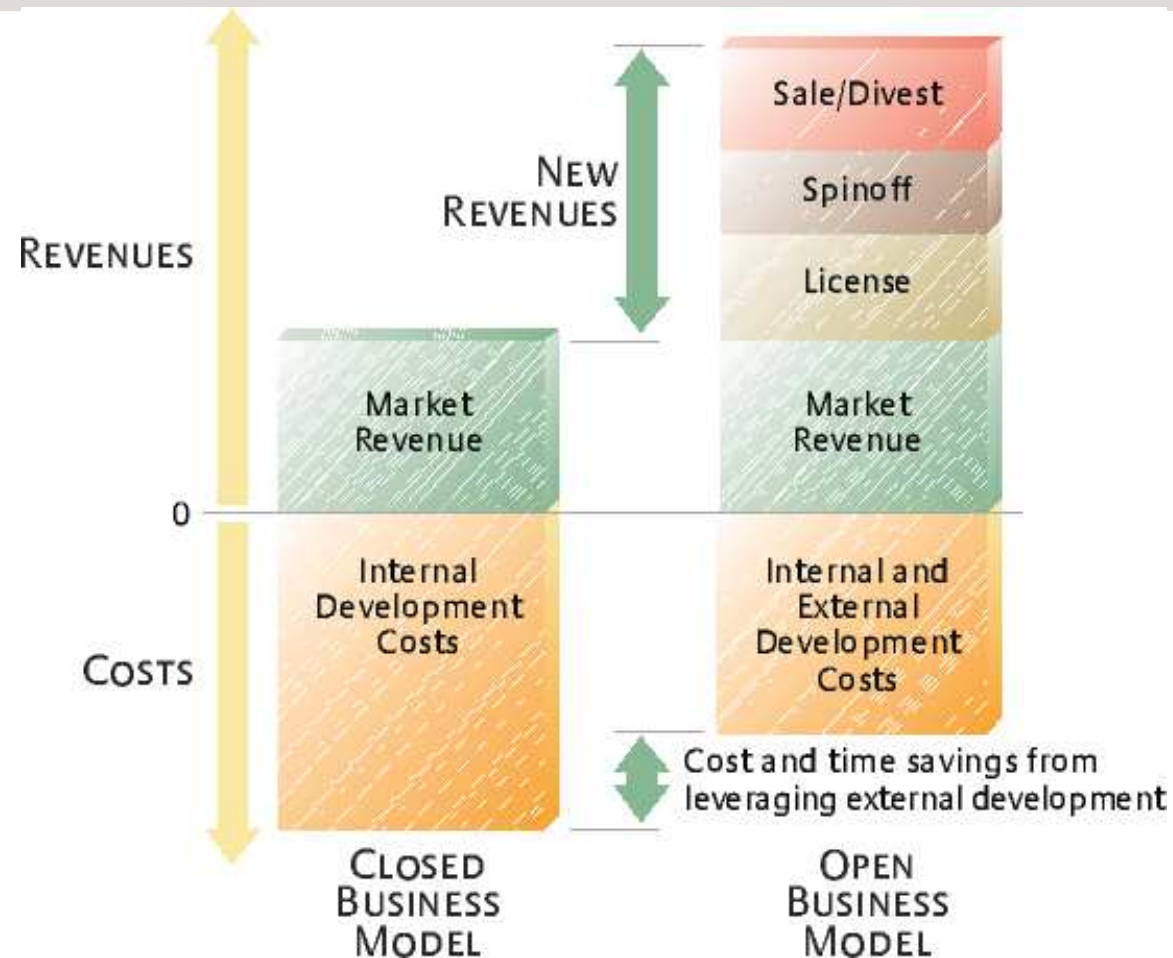 REVENUES
NEW
REVENUES
Sale/Divest
Spinoff
License
Market
Revenue
Market
Revenue
0
Internal
Development
Costs
Internal and
External
Development
Costs
COSTS
Cost and time savings from
leveraging external development
CLOSED
BUSINESS
MODEL
OPEN
BUSINESS
MODEL